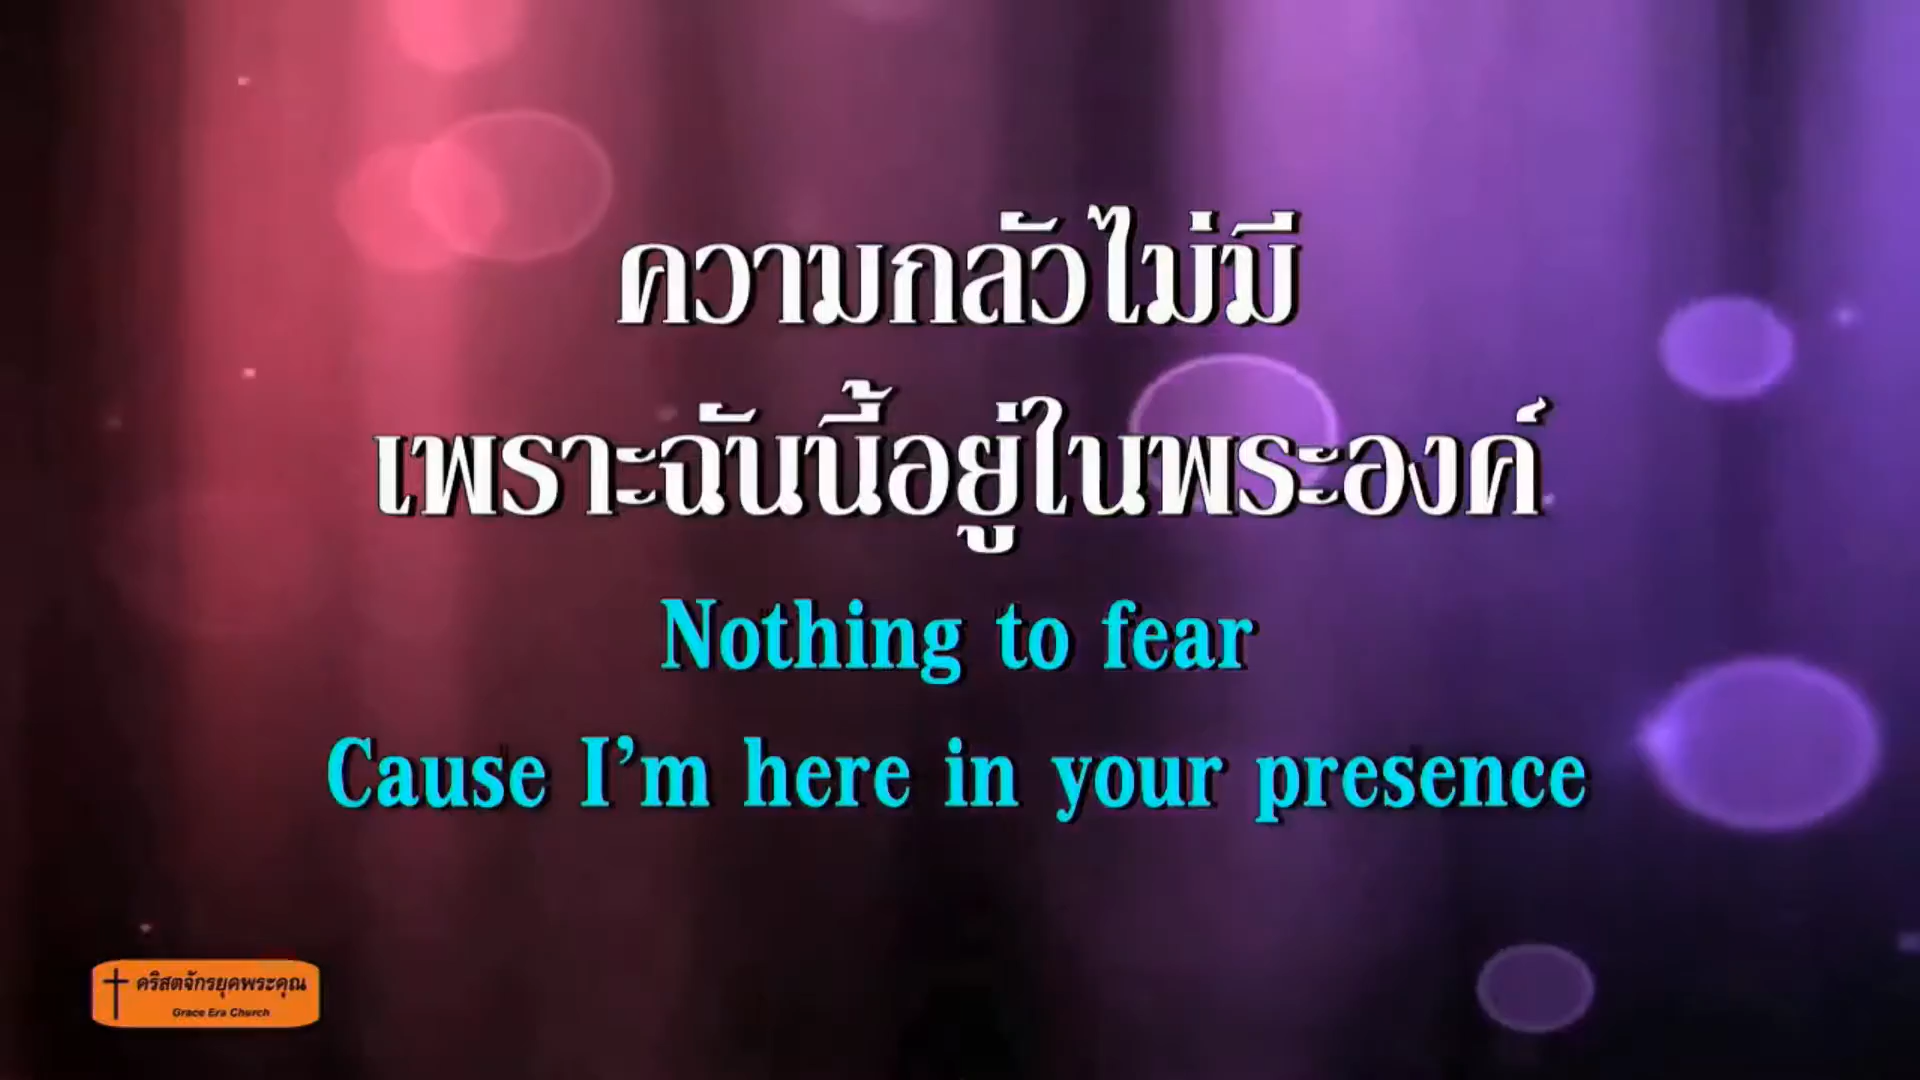 ความกลัวไม่มี
เพราะฉันนี้อยู่ในพระองค์
Nothing to fear
Cause I'm here in your presence
คริสตจักรยุคพระคุณ
Grace Era Church